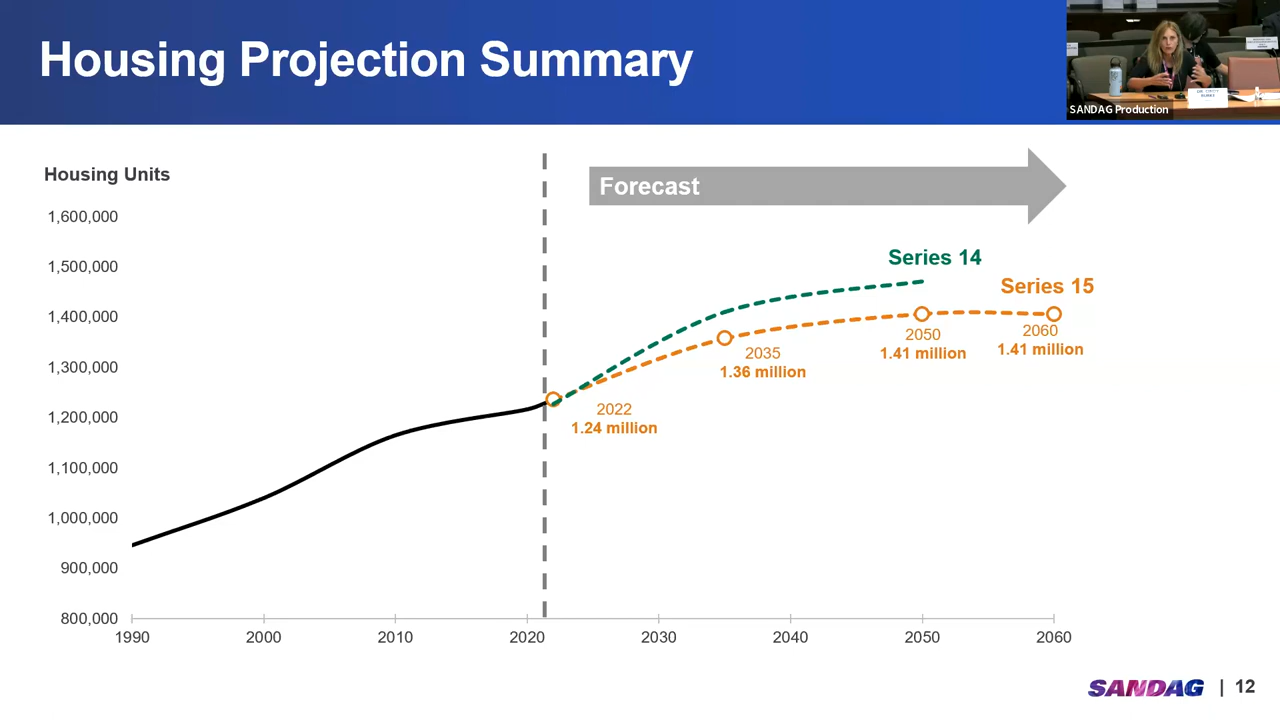 Housing Projection Summary
SANDAG Production
Housing Units
Forecast
1,600,000
1,500,000
1,400,000
1,300,000
1,200,000
1,100,000
1,000,000
900,000
800,000
Series 14
Series 15
2022
1.24 million
2035
1.36 million
2050
1.41 million
2060
1.41 million
1990
2000
2010
2020
2030
2040
2050
2060
SANDAG | 12